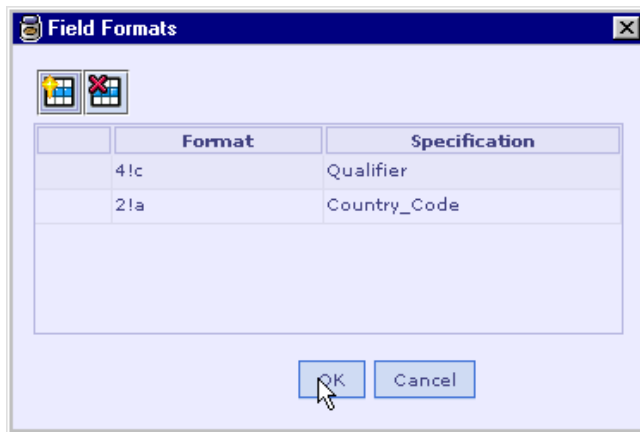 Field Formats
Format Specification
4!c Qualifier
2!a Country_Code
OK Cancel